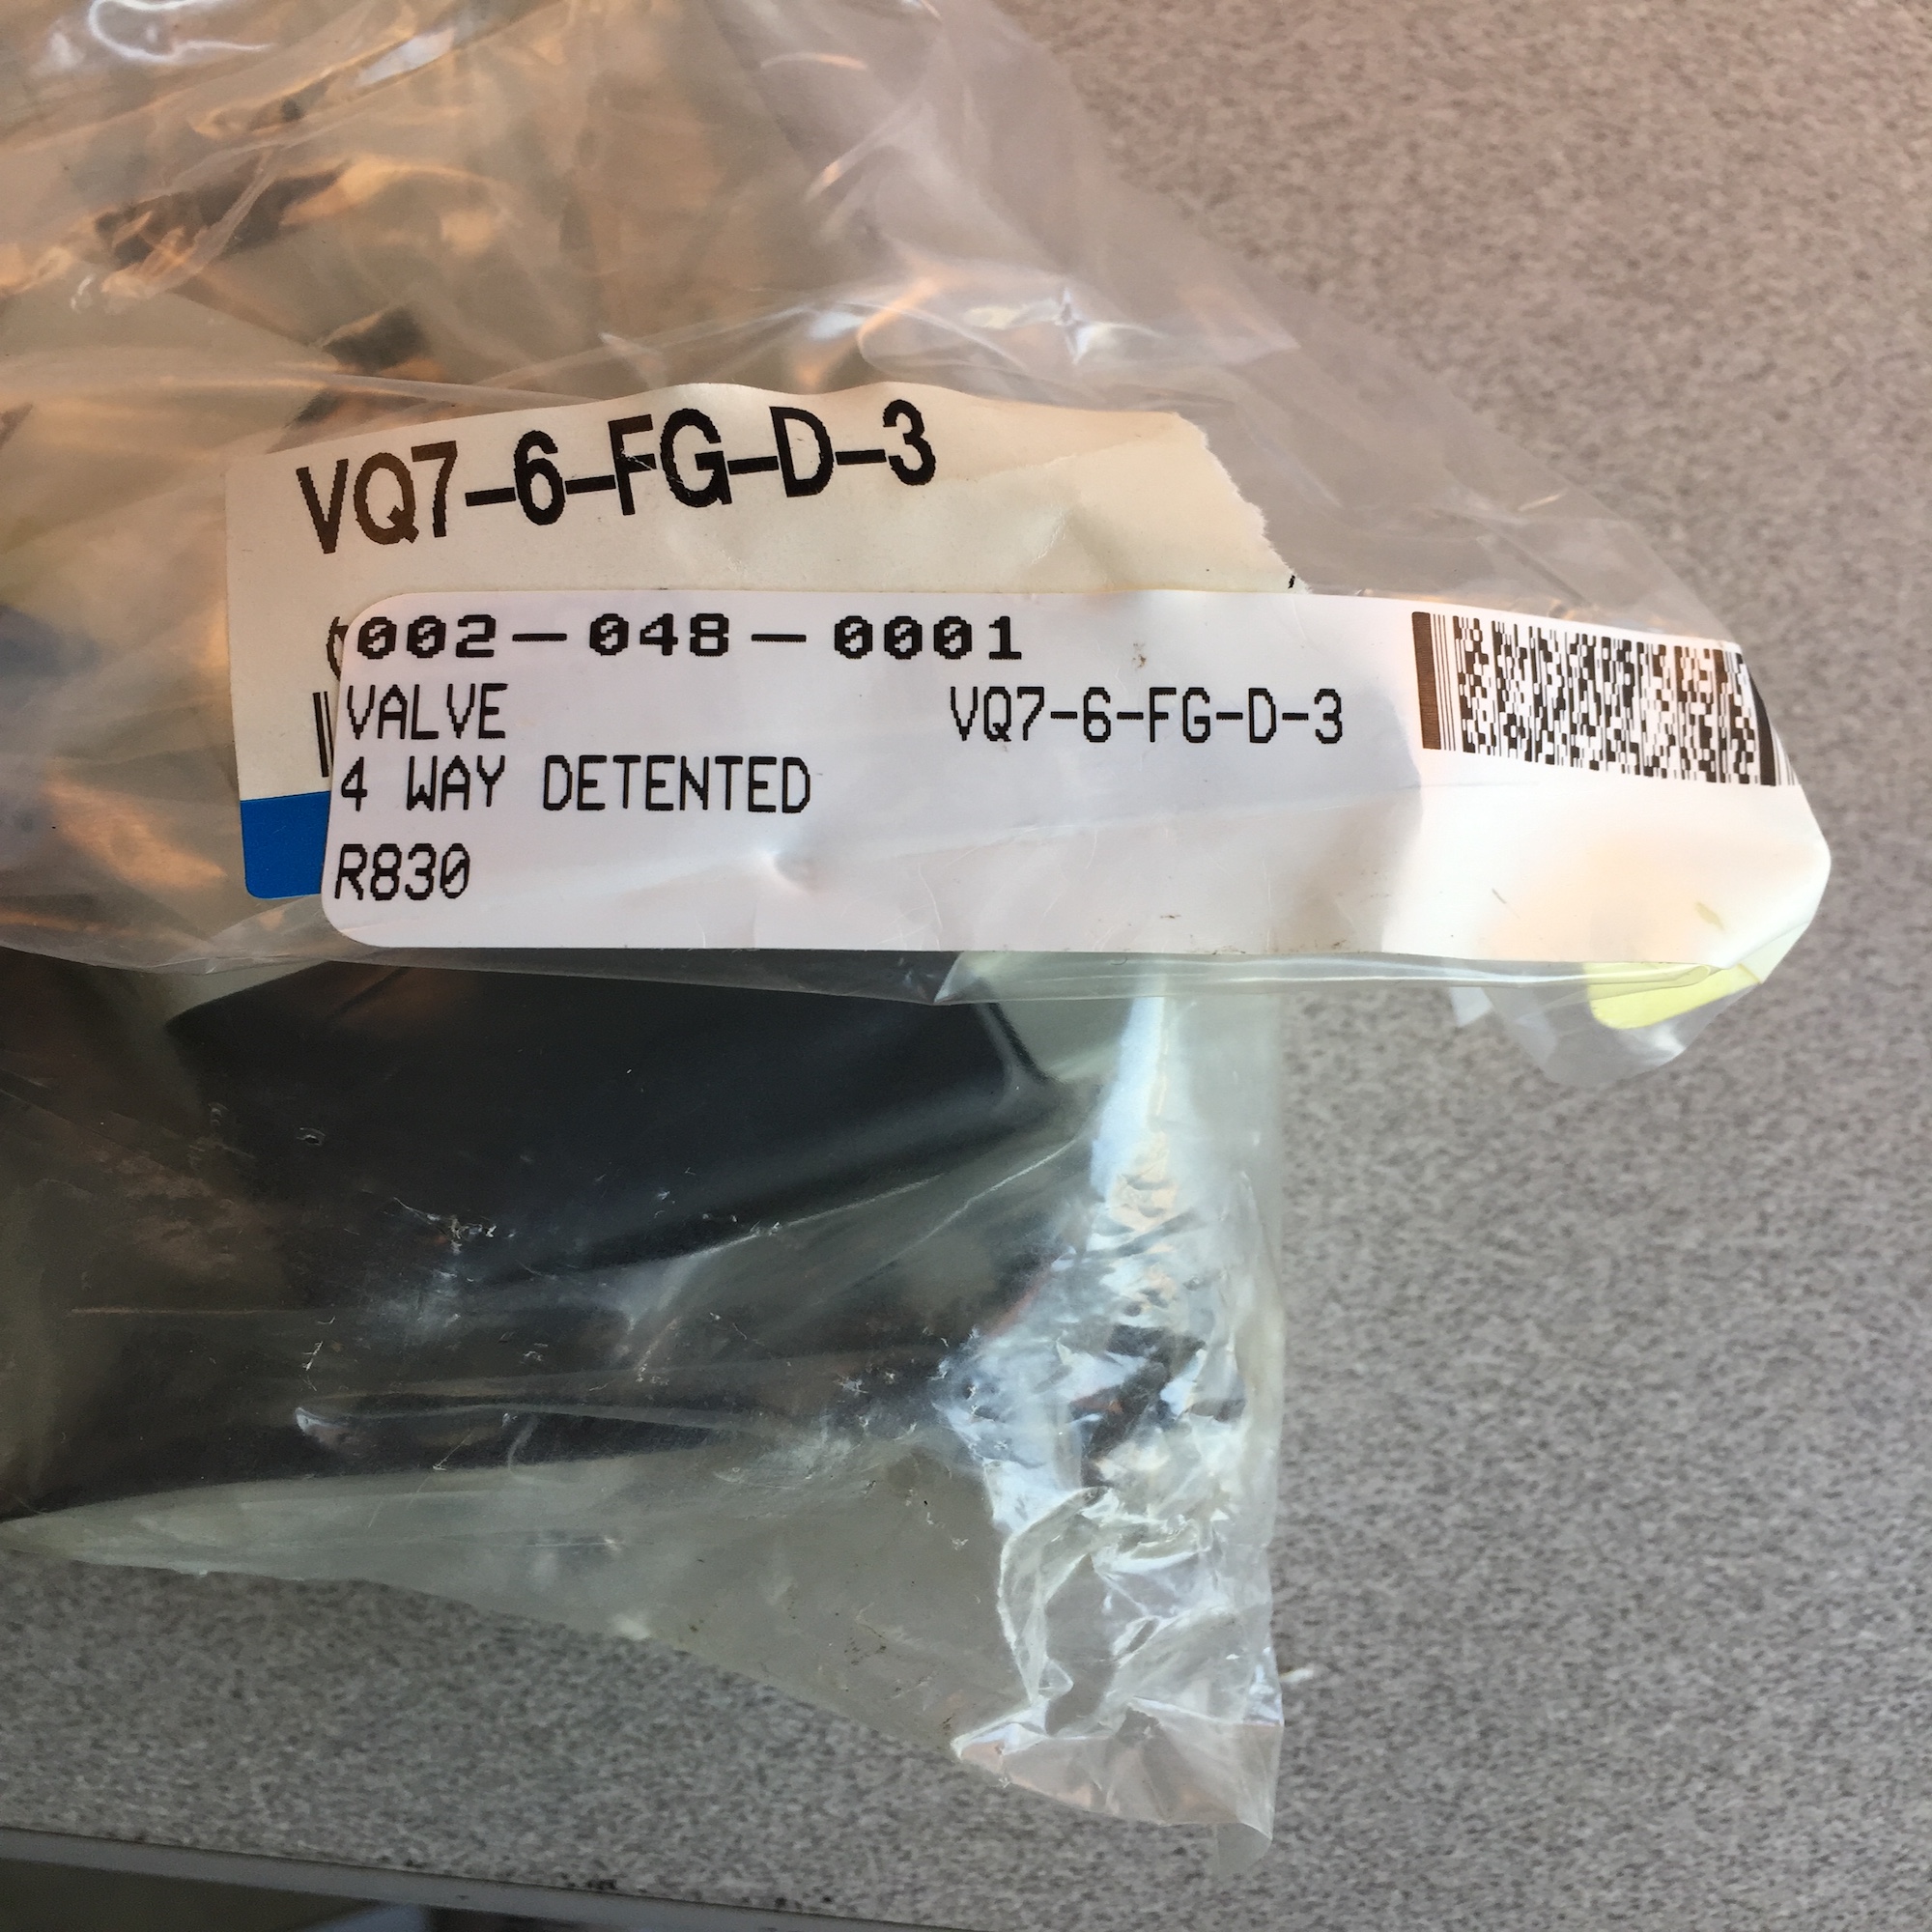 VQ7-6-FG-D-3
002-048-0001
VALVE VQ7-6-FG-D-3
4 WAY DETENTED
R830